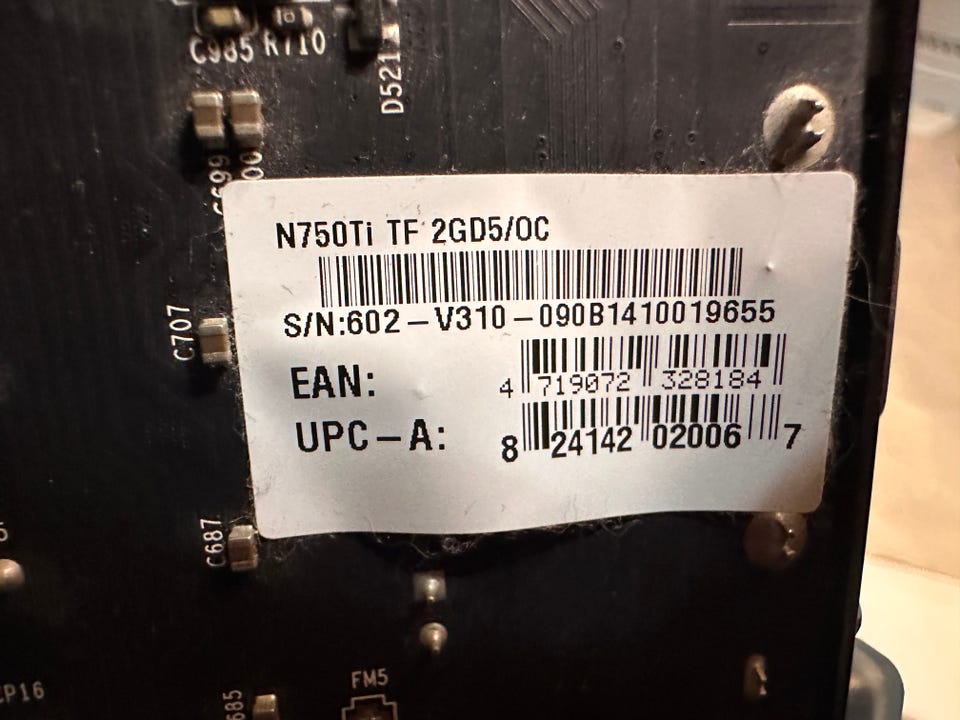 C985 R710
D521
C699
C707
N750Ti TF 2GD5/OC
S/N:602-V310-090B1410019655
EAN:
4 719072 328184
UPC-A:
8 24142 02006 7
C687
FM5